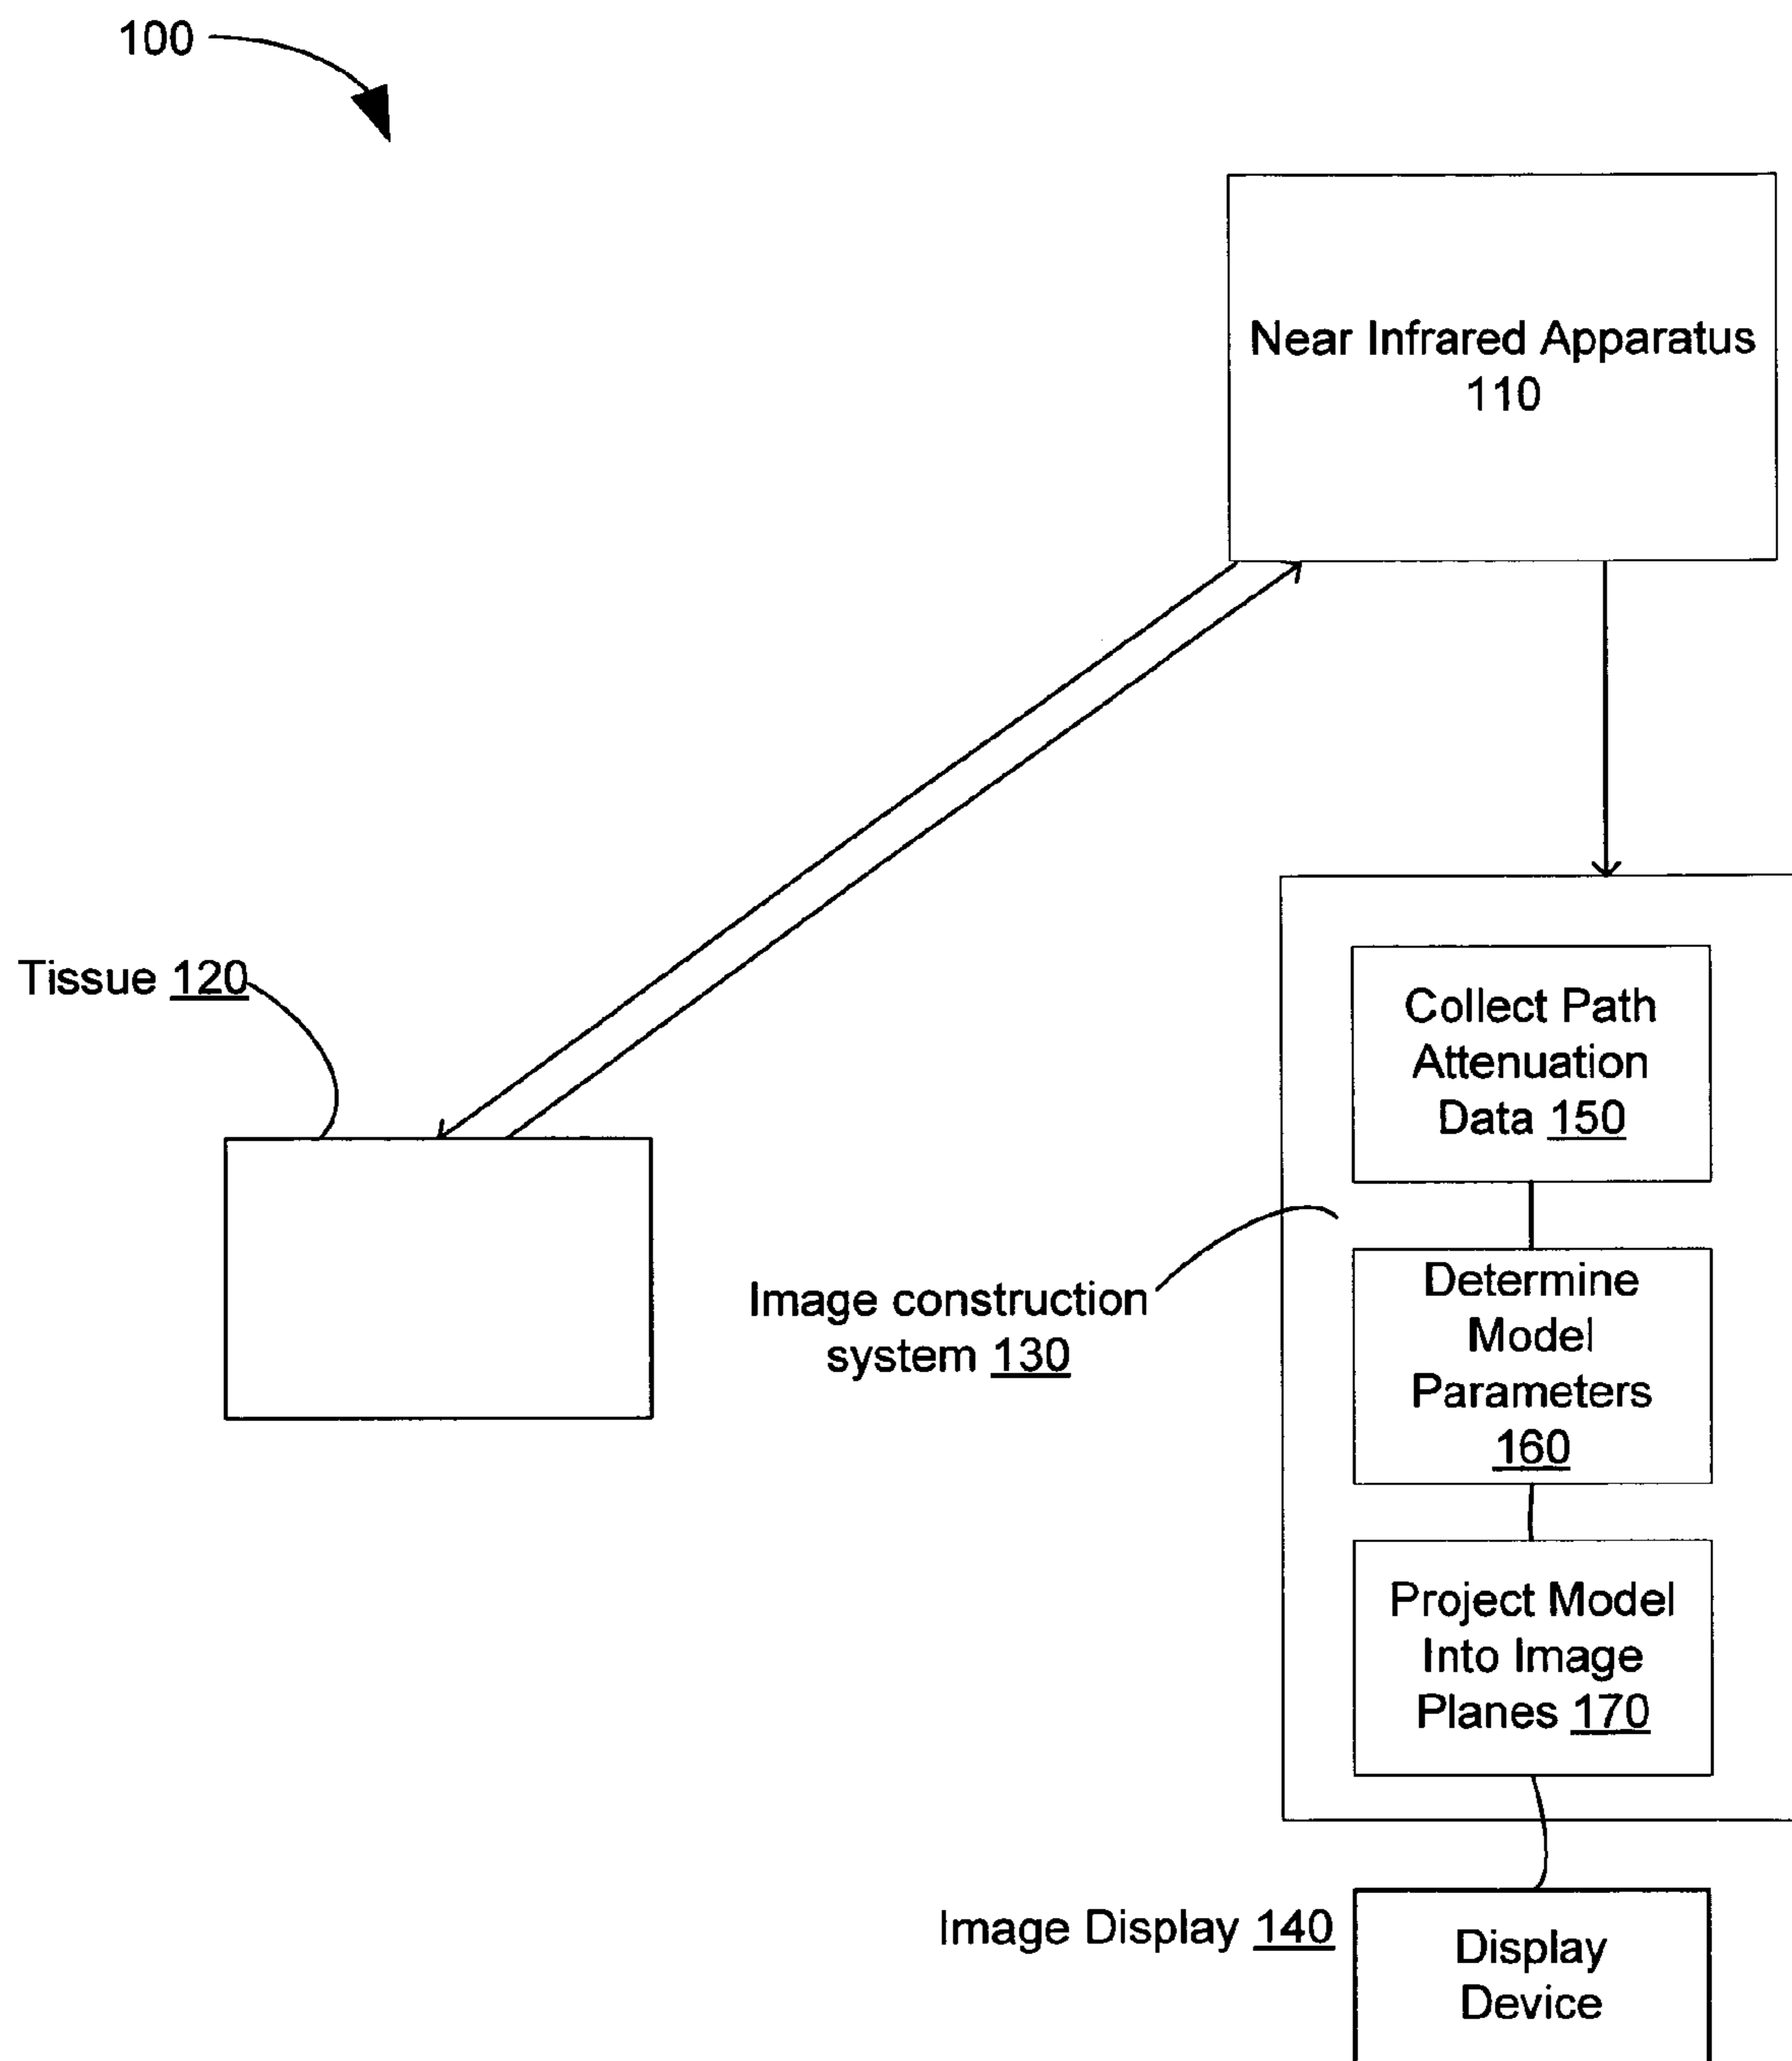 100
Near Infrared Apparatus
110
Tissue 120
Collect Path
Attenuation
Data 150
Image construction
system 130
Determine
Model
Parameters
160
Project Model
Into Image
Planes 170
Image Display 140
Display
Device